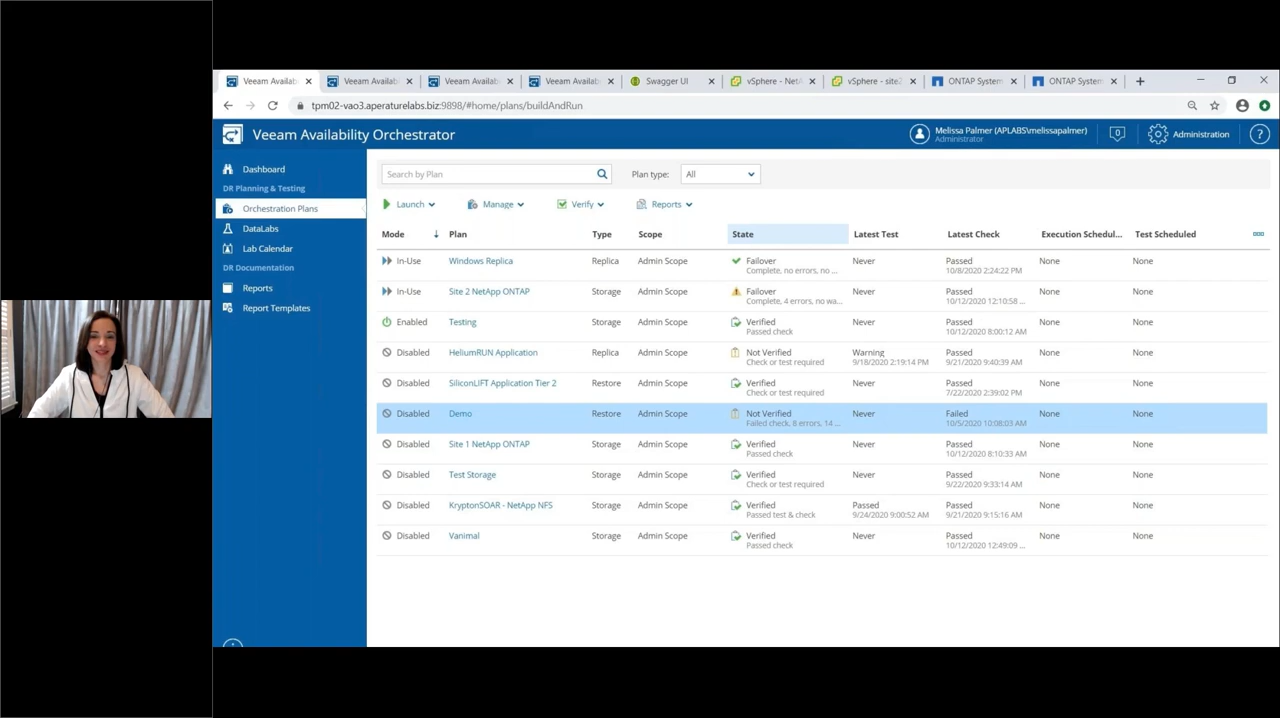 Veeam Availab
Veeam Availab
Veeam Availab
Veeam Availab
Swagger UI
vSphere - Net
vSphere - site
ONTAP System
ONTAP System
tpm02-vao3.aperaturelabs.biz:9898/#home/plans/buildAndRun
Veeam Availability Orchestrator
Melissa Palmer (APLABS\melissapalmer)
Administrator
0
Administration
?
Dashboard
DR Planning & Testing
Orchestration Plans
DataLabs
Lab Calendar
DR Documentation
Reports
Report Templates
Search by Plan
Plan type:
All
Launch
Manage
Verify
Reports
Mode Plan Type Scope State Latest Test Latest Check Execution Schedul... Test Scheduled
In-Use Windows Replica Replica Admin Scope Failover Never Passed None None
Complete, no errors, no ... 10/8/2020 2:24:22 PM
In-Use Site 2 NetApp ONTAP Storage Admin Scope Failover Never Passed None None
Complete, 4 errors, no wa... 10/12/2020 12:10:58 ...
Enabled Testing Storage Admin Scope Verified Never Passed None None
Passed check 10/12/2020 8:00:12 AM
Disabled HeliumRUN Application Replica Admin Scope Not Verified Warning Passed None None
Check or test required 9/18/2020 2:19:14 PM 9/21/2020 9:40:39 AM
Disabled SiliconLIFT Application Tier 2 Restore Admin Scope Verified Never Passed None None
Check or test required 7/22/2020 2:39:02 PM
Disabled Demo Restore Admin Scope Not Verified Never Failed None None
Failed check. 8 errors. 14 ... 10/5/2020 10:08:03 AM
Disabled Site 1 NetApp ONTAP Storage Admin Scope Verified Never Passed None None
Passed check 10/12/2020 8:10:33 AM
Disabled Test Storage Storage Admin Scope Verified Never Passed None None
Check or test required 9/22/2020 9:33:14 AM
Disabled KryptonSOAR - NetApp NFS Storage Admin Scope Verified Passed Passed None None
Passed test & check 9/24/2020 9:00:52 AM 9/21/2020 9:15:16 AM
Disabled Vanimal Storage Admin Scope Verified Never Passed None None
Passed check 10/12/2020 12:49:09 ...